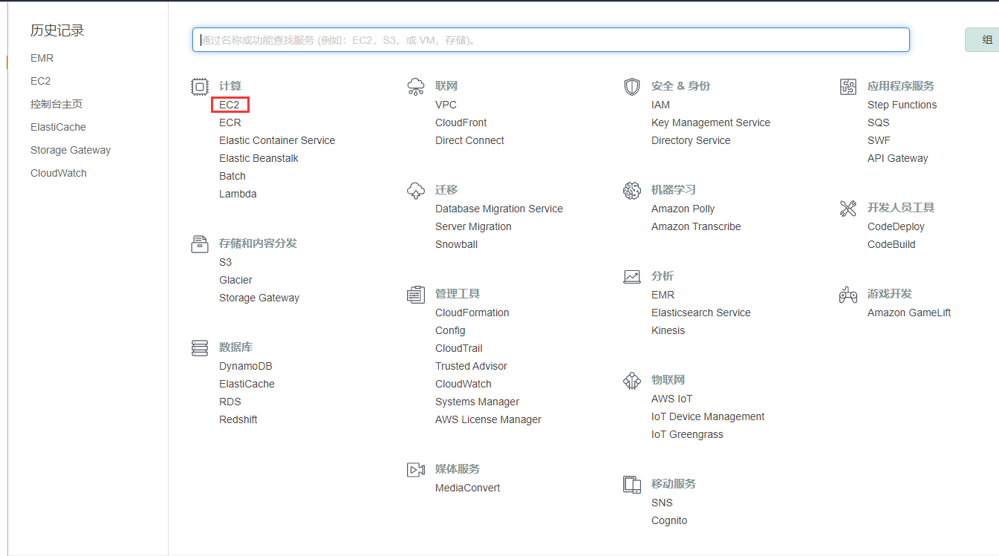 历史记录
EMR
EC2
控制台主页
ElastiCache
Storage Gateway
CloudWatch
通过名称或功能查找服务 (例如：EC2，S3，或 VM，存储)。
组
计算
EC2
ECR
Elastic Container Service
Elastic Beanstalk
Batch
Lambda
存储和内容分发
S3
Glacier
Storage Gateway
数据库
DynamoDB
ElastiCache
RDS
Redshift
联网
VPC
CloudFront
Direct Connect
迁移
Database Migration Service
Server Migration
Snowball
管理工具
CloudFormation
Config
CloudTrail
Trusted Advisor
CloudWatch
Systems Manager
AWS License Manager
媒体服务
MediaConvert
安全 & 身份
IAM
Key Management Service
Directory Service
机器学习
Amazon Polly
Amazon Transcribe
分析
EMR
Elasticsearch Service
Kinesis
物联网
AWS IoT
IoT Device Management
IoT Greengrass
移动服务
SNS
Cognito
应用程序服务
Step Functions
SQS
SWF
API Gateway
开发人员工具
CodeDeploy
CodeBuild
游戏开发
Amazon GameLift